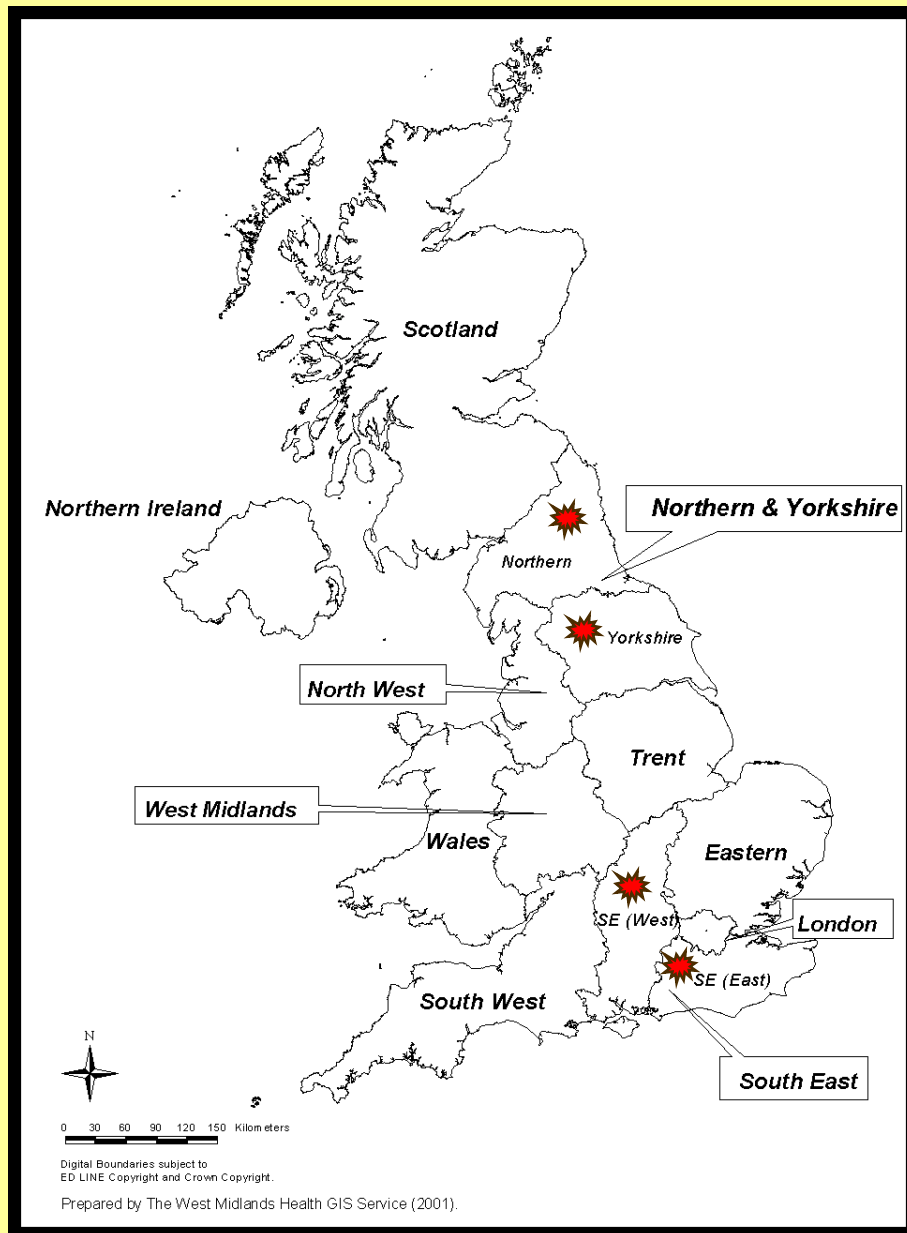 Scotland
Northern Ireland
Northern & Yorkshire
Northern
Yorkshire
North West
Trent
West Midlands
Wales
Eastern
SE (West)
London
SE (East)
South West
South East
N
0 30 60 90 120 150 Kilometers
Digital Boundaries subject to
ED LINE Copyright and Crown Copyright.
Prepared by The West Midlands Health GIS Service (2001).